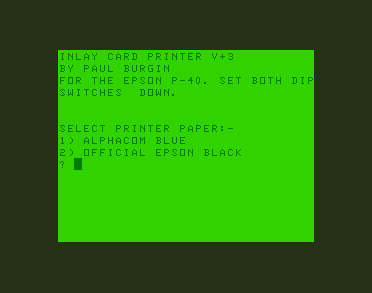 INLAY CARD PRINTER V+3
BY PAUL BURGIN
FOR THE EPSON P-40. SET BOTH DIP
SWITCHES  DOWN.
SELECT PRINTER PAPER:-
1) ALPHACOM BLUE
2) OFFICIAL EPSON BLACK
?